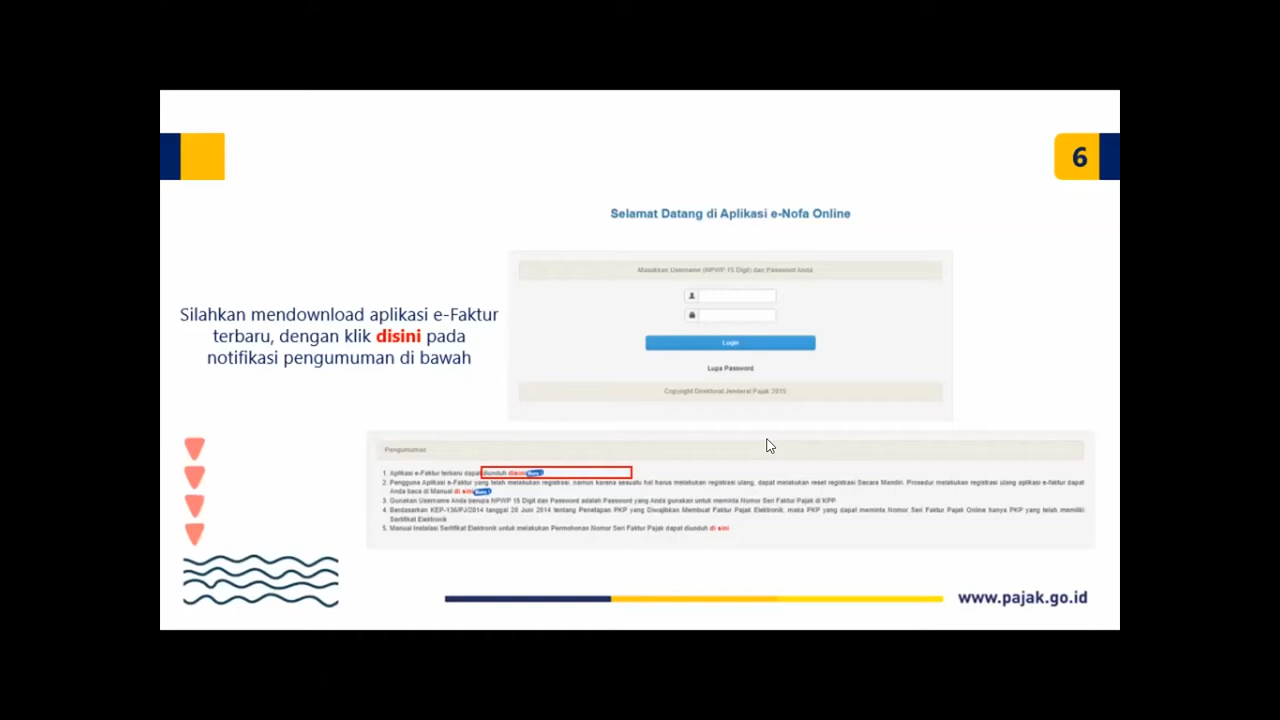 6
Selamat Datang di Aplikasi e-Nofa Online
Masukkan Username (NPWP 15 Digit) dan Password Anda
Login
Lupa Password
Copyright Direktorat Jenderal Pajak 2015
Silahkan mendownload aplikasi e-Faktur
terbaru, dengan klik disini pada
notifikasi pengumuman di bawah
Pengumuman
1. Aplikasi e-Faktur terbaru dapat diunduh disini Baru !
2. Pengguna Aplikasi e-Faktur yang telah melakukan registrasi, namun karena sesuatu hal harus melakukan registrasi ulang, dapat melakukan reset registrasi Secara Mandiri. Prosedur melakukan registrasi ulang aplikasi e-faktur dapat
Anda baca di Manual di sini Baru !
3. Gunakan Username Anda berupa NPWP 15 Digit dan Password adalah Password yang Anda gunakan untuk meminta Nomor Seri Faktur Pajak di KPP.
4. Berdasarkan KEP-136/PJ/2014 tanggal 20 Juni 2014 tentang Penetapan PKP yang Diwajibkan Membuat Faktur Pajak Elektronik, maka PKP yang dapat meminta Nomor Seri Faktur Pajak Online hanya PKP yang telah memiliki
Sertifikat Elektronik
5. Manual Instalasi Sertifikat Elektronik untuk melakukan Permohonan Nomor Seri Faktur Pajak dapat diunduh di sini
www.pajak.go.id